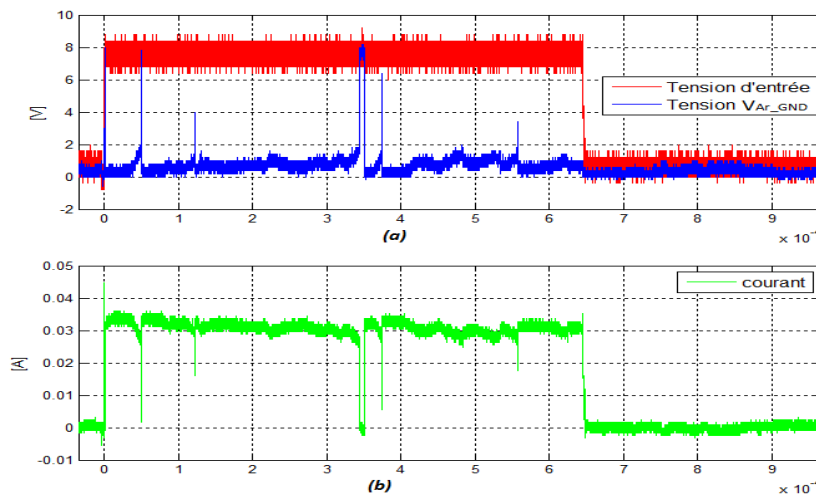 10
8
6
4
2
0
-2
[V]
Tension d'entrée
Tension VAr_GND
0 1 2 3 4 5 6 7 8 9
(a)
0.05
0.04
0.03
0.02
0.01
0
-0.01
[A]
courant
0 1 2 3 4 5 6 7 8 9
(b)